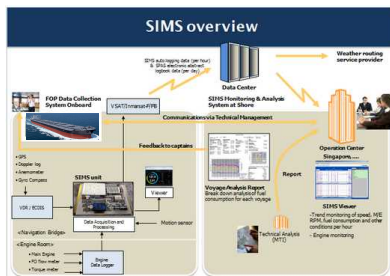 SIMS overview
SIMS auto logging data (per hour)
& SPAS electronic abstract
logbook data (per day)
Weather routing
service provider
Data Center
FOP Data Collection
System Onboard
VSAT/Inmarsat-FPB
SIMS Monitoring & Analysis
System at Shore
Communications via Technical Management
Feedback to captains
Operation Center
Singapore, ....
• GPS
• Doppler log
• Anemometer
• Gyro Compass
SIMS unit
Viewer
Voyage Analysis Report
Break down analysis of fuel
consumption for each voyage
Report
SIMS Viewer
-Trend monitoring of speed, M/E
RPM, fuel consumption and other
conditions per hour
- Engine monitoring
VDR / ECDIS
Data Acquisition and
Processing
Motion sensor
<Navigation Bridge>
<Engine Room>
• Main Engine
• FO flow meter
• Torque meter
Engine
Data Logger
Technical Analysis
(MTI)